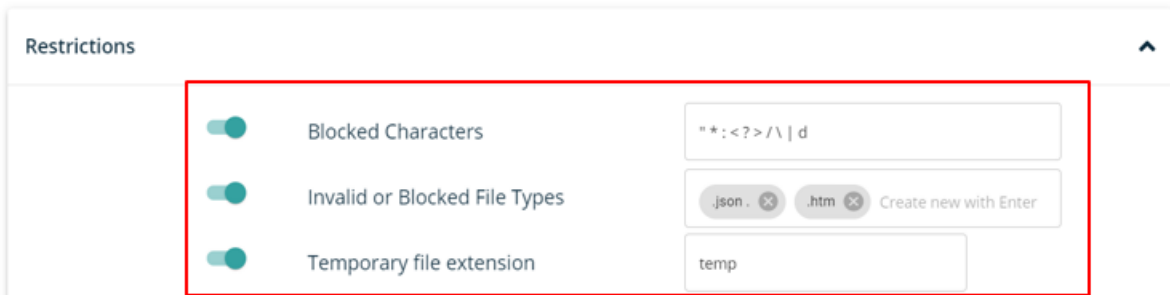 Restrictions
Blocked Characters " * : < ? > / \ | d
Invalid or Blocked File Types .json . .htm Create new with Enter
Temporary file extension temp